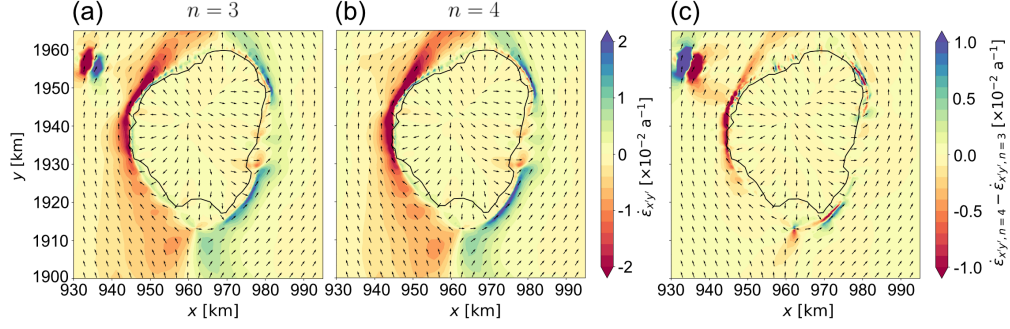 (a) n = 3 (b) n = 4 (c)
y [km]
1960
1950
1940
1930
1920
1910
1900
930 940 950 960 970 980 990
x [km]
930 940 950 960 970 980 990
x [km]
2
1
0
-1
-2
ε̇x′y′ [×10⁻² a⁻¹]
930 940 950 960 970 980 990
x [km]
1.0
0.5
0.0
-0.5
-1.0
ε̇x′y′, n=4 − ε̇x′y′, n=3 [×10⁻² a⁻¹]